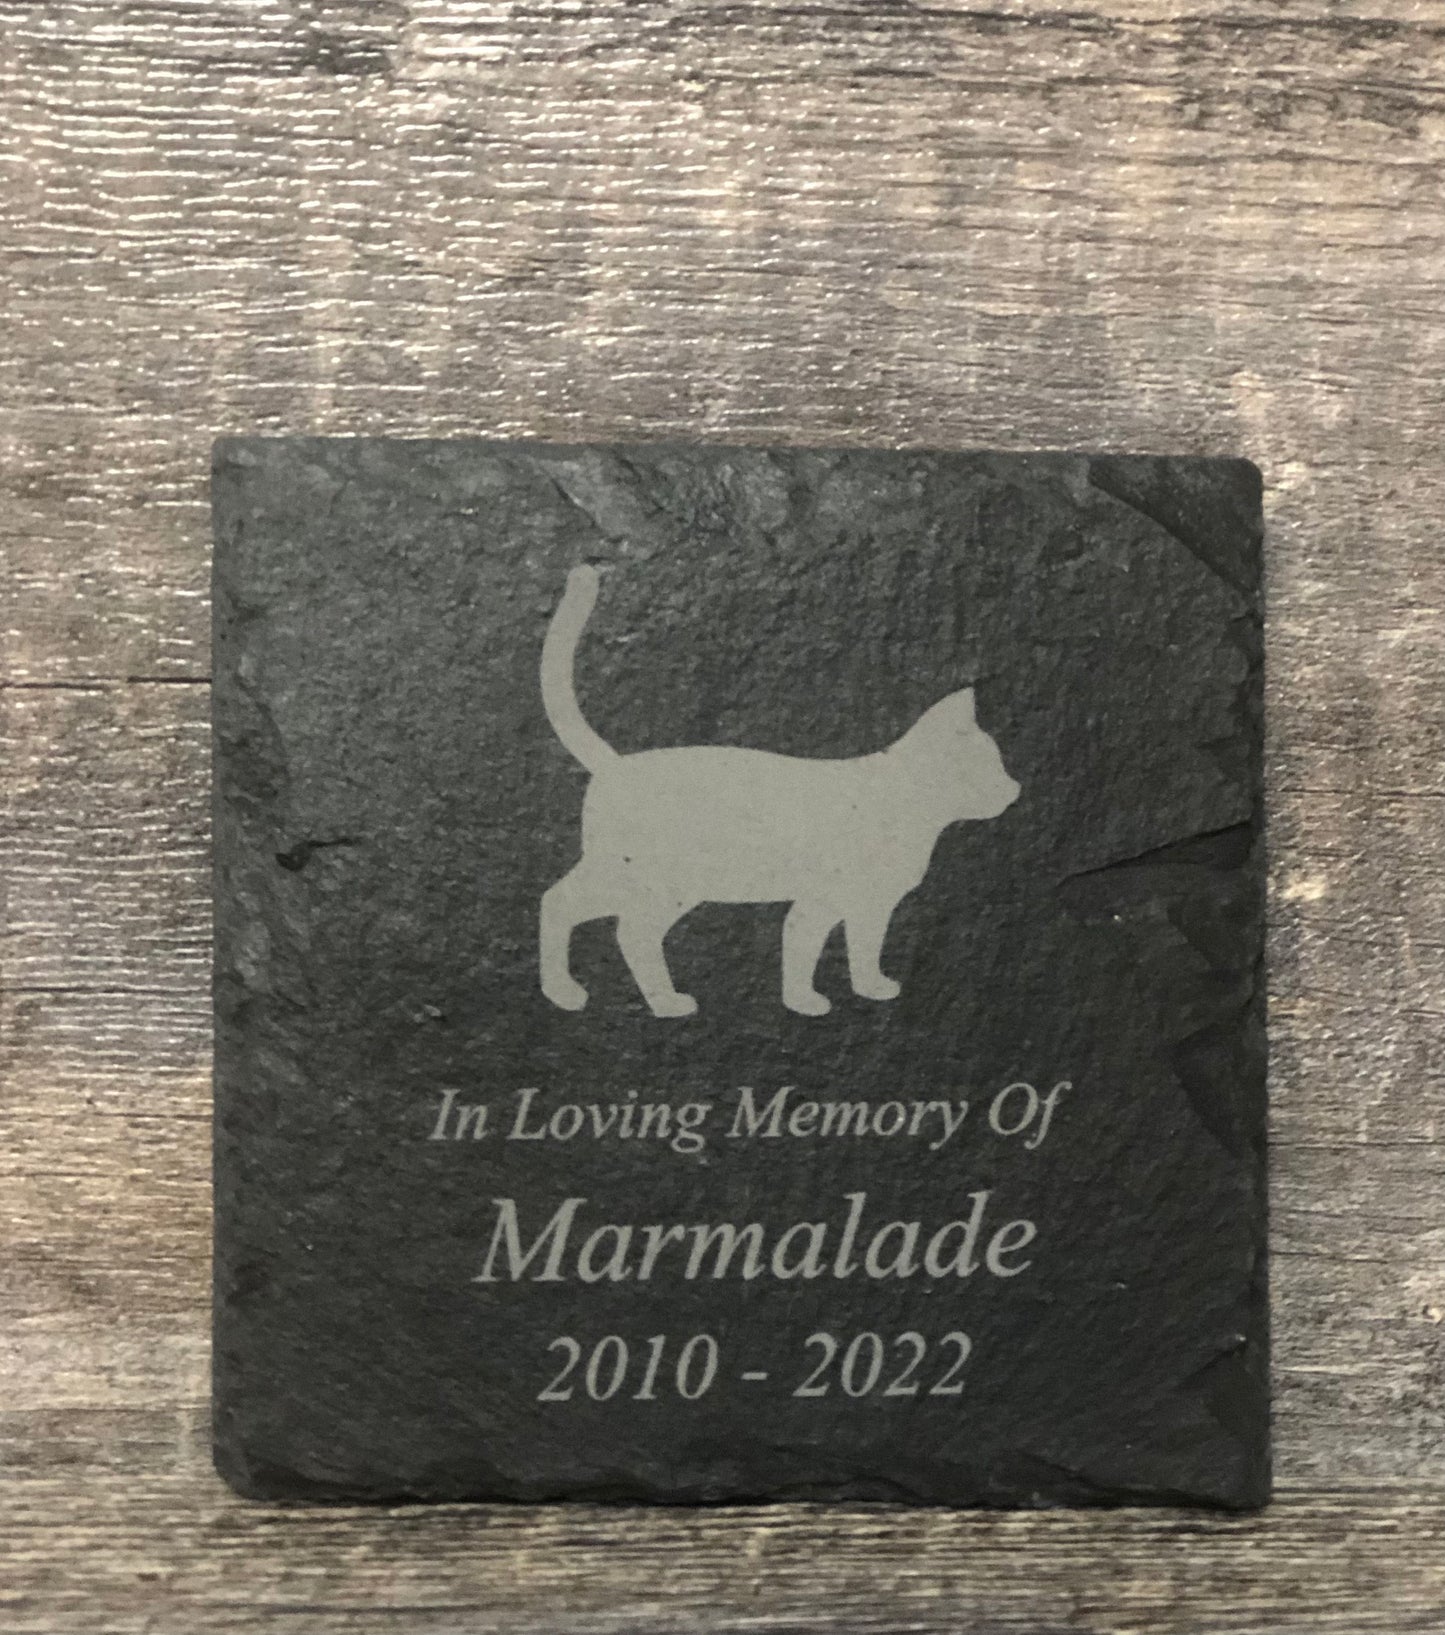 In Loving Memory Of
Marmalade
2010 - 2022